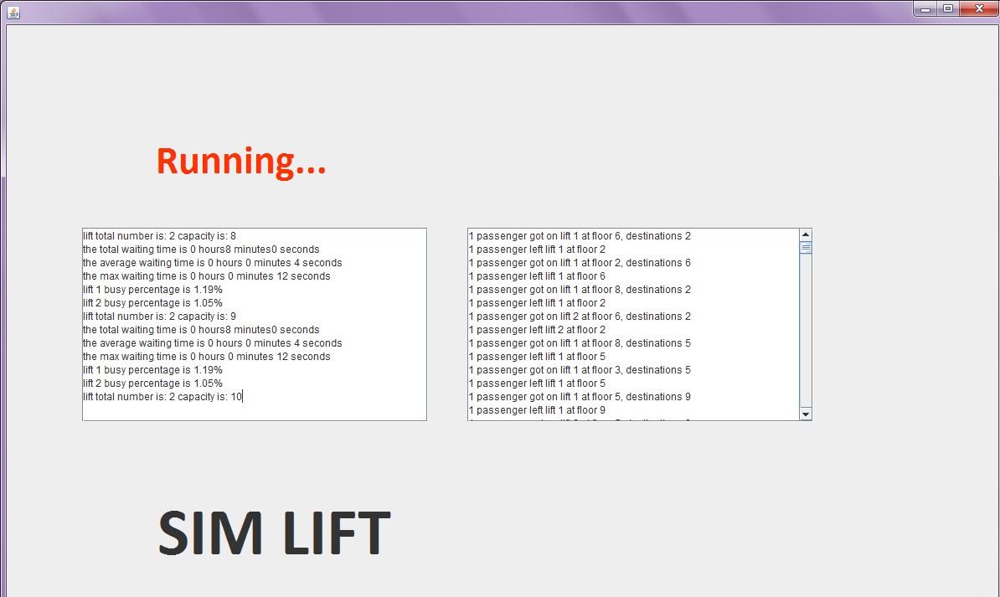 Running...
lift total number is: 2 capacity is: 8
the total waiting time is 0 hours8 minutes0 seconds
the average waiting time is 0 hours 0 minutes 4 seconds
the max waiting time is 0 hours 0 minutes 12 seconds
lift 1 busy percentage is 1.19%
lift 2 busy percentage is 1.05%
lift total number is: 2 capacity is: 9
the total waiting time is 0 hours8 minutes0 seconds
the average waiting time is 0 hours 0 minutes 4 seconds
the max waiting time is 0 hours 0 minutes 12 seconds
lift 1 busy percentage is 1.19%
lift 2 busy percentage is 1.05%
lift total number is: 2 capacity is: 10
1 passenger got on lift 1 at floor 6, destinations 2
1 passenger left lift 1 at floor 2
1 passenger got on lift 1 at floor 2, destinations 6
1 passenger left lift 1 at floor 6
1 passenger got on lift 1 at floor 8, destinations 2
1 passenger left lift 1 at floor 2
1 passenger got on lift 2 at floor 6, destinations 2
1 passenger left lift 2 at floor 2
1 passenger got on lift 1 at floor 8, destinations 5
1 passenger left lift 1 at floor 5
1 passenger got on lift 1 at floor 3, destinations 5
1 passenger left lift 1 at floor 5
1 passenger got on lift 1 at floor 5, destinations 9
1 passenger left lift 1 at floor 9
SIM LIFT